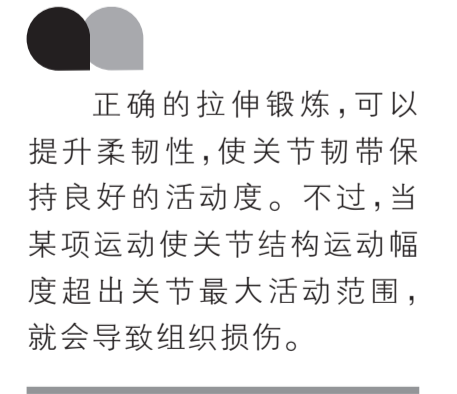 正确的拉伸锻炼，可以
提升柔韧性，使关节韧带保
持良好的活动度。不过，当
某项运动使关节结构运动幅
度超出关节最大活动范围，
就会导致组织损伤。